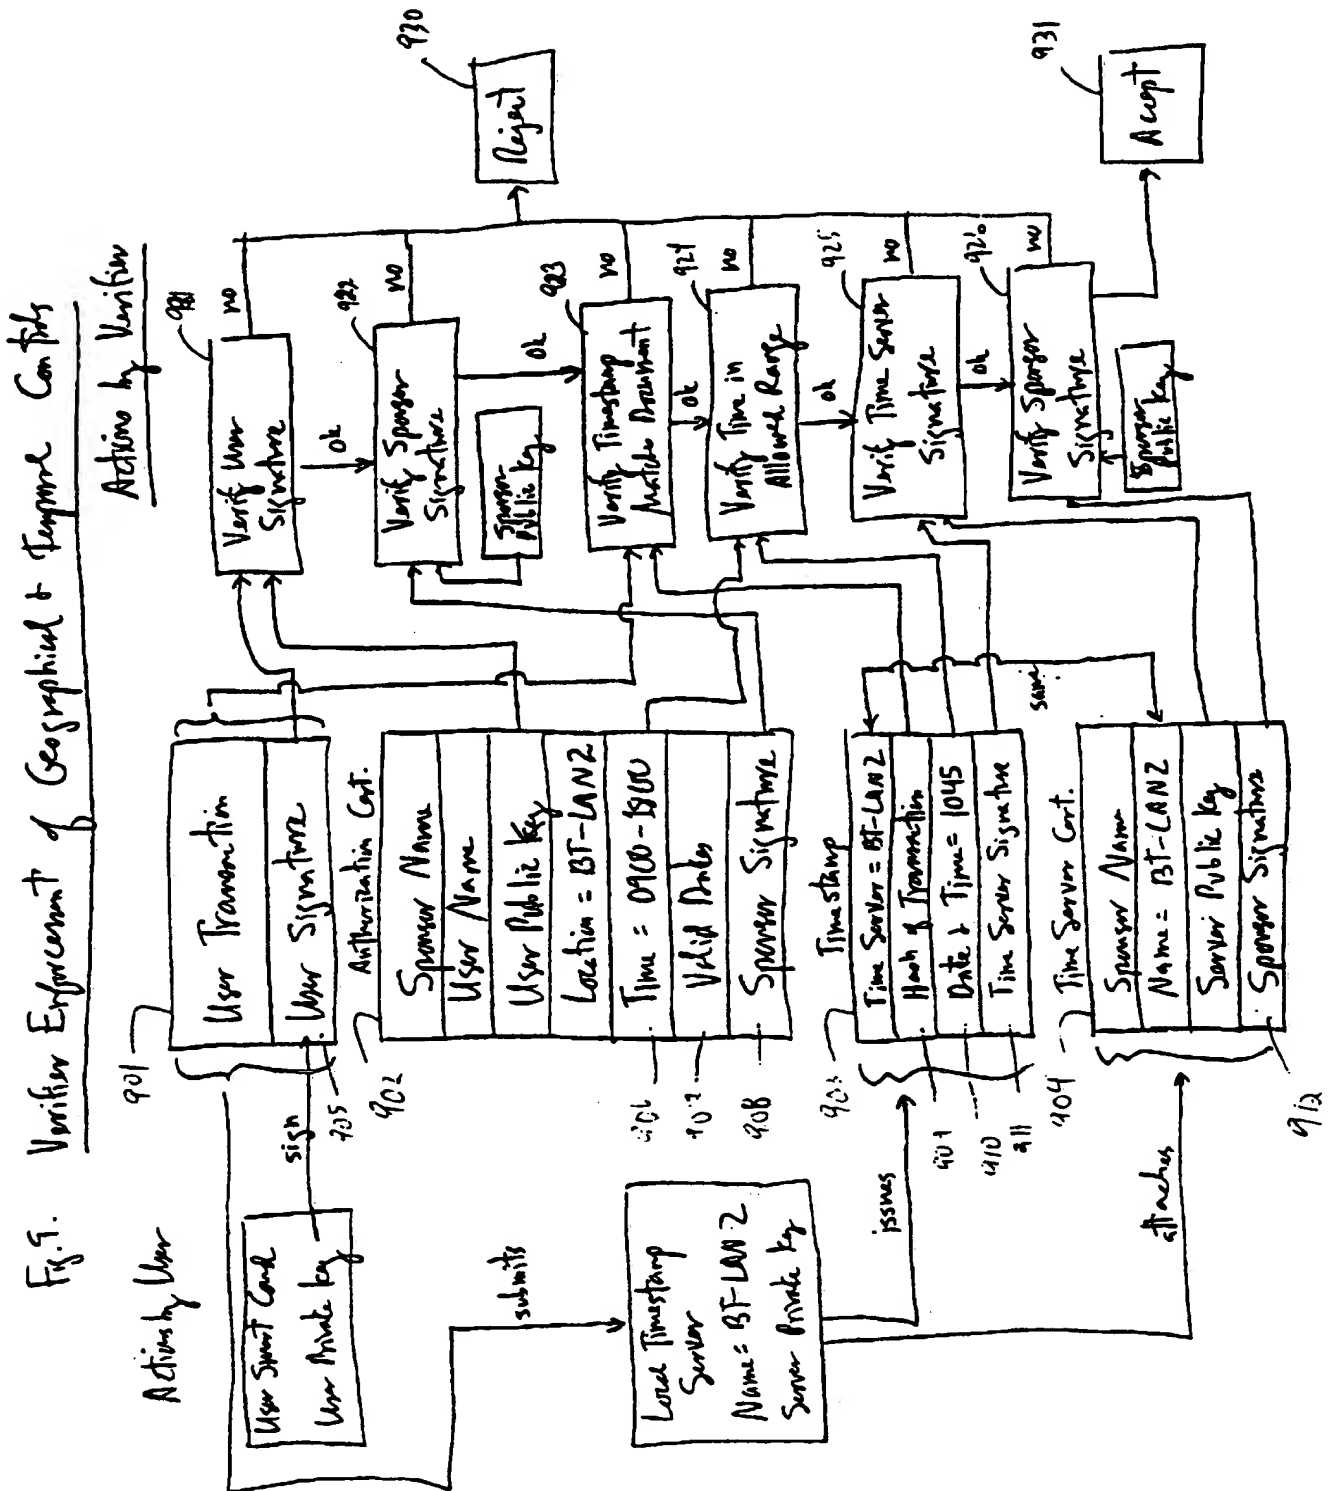 Fig. 9. Verifier Enforcement of Geographical & Temporal Controls
Actions by User
Actions by Verifier
User Smart Card
User Private Key
sign
submits
Local Timestamp
Server
Name = BT-LAN2
Server Private Key
issues
attaches
901
User Transaction
User Signature
905
902
Authorization Cert.
Sponsor Name
User Name
User Public Key
Location = BT-LAN2
Time = 0900-1800
Valid Dates
Sponsor Signature
908
Timestamp
Time Server = BT-LAN2
Hash of Transaction
Date & Time = 1045
Time Server Signature
910
911
same
904
Time Server Cert.
Sponsor Name
Name = BT-LAN2
Server Public Key
Sponsor Signature
912
921
Verify User
Signature
no
ok
922
Verify Sponsor
Signature
no
ok
Sponsor
Public Key
923
Verify Timestamp
Matches Document
no
ok
924
Verify Time in
Allowed Range
no
ok
925
Verify Time Server
Signature
no
ok
926
Verify Sponsor
Signature
no
Sponsor
Public Key
930
Reject
931
Accept